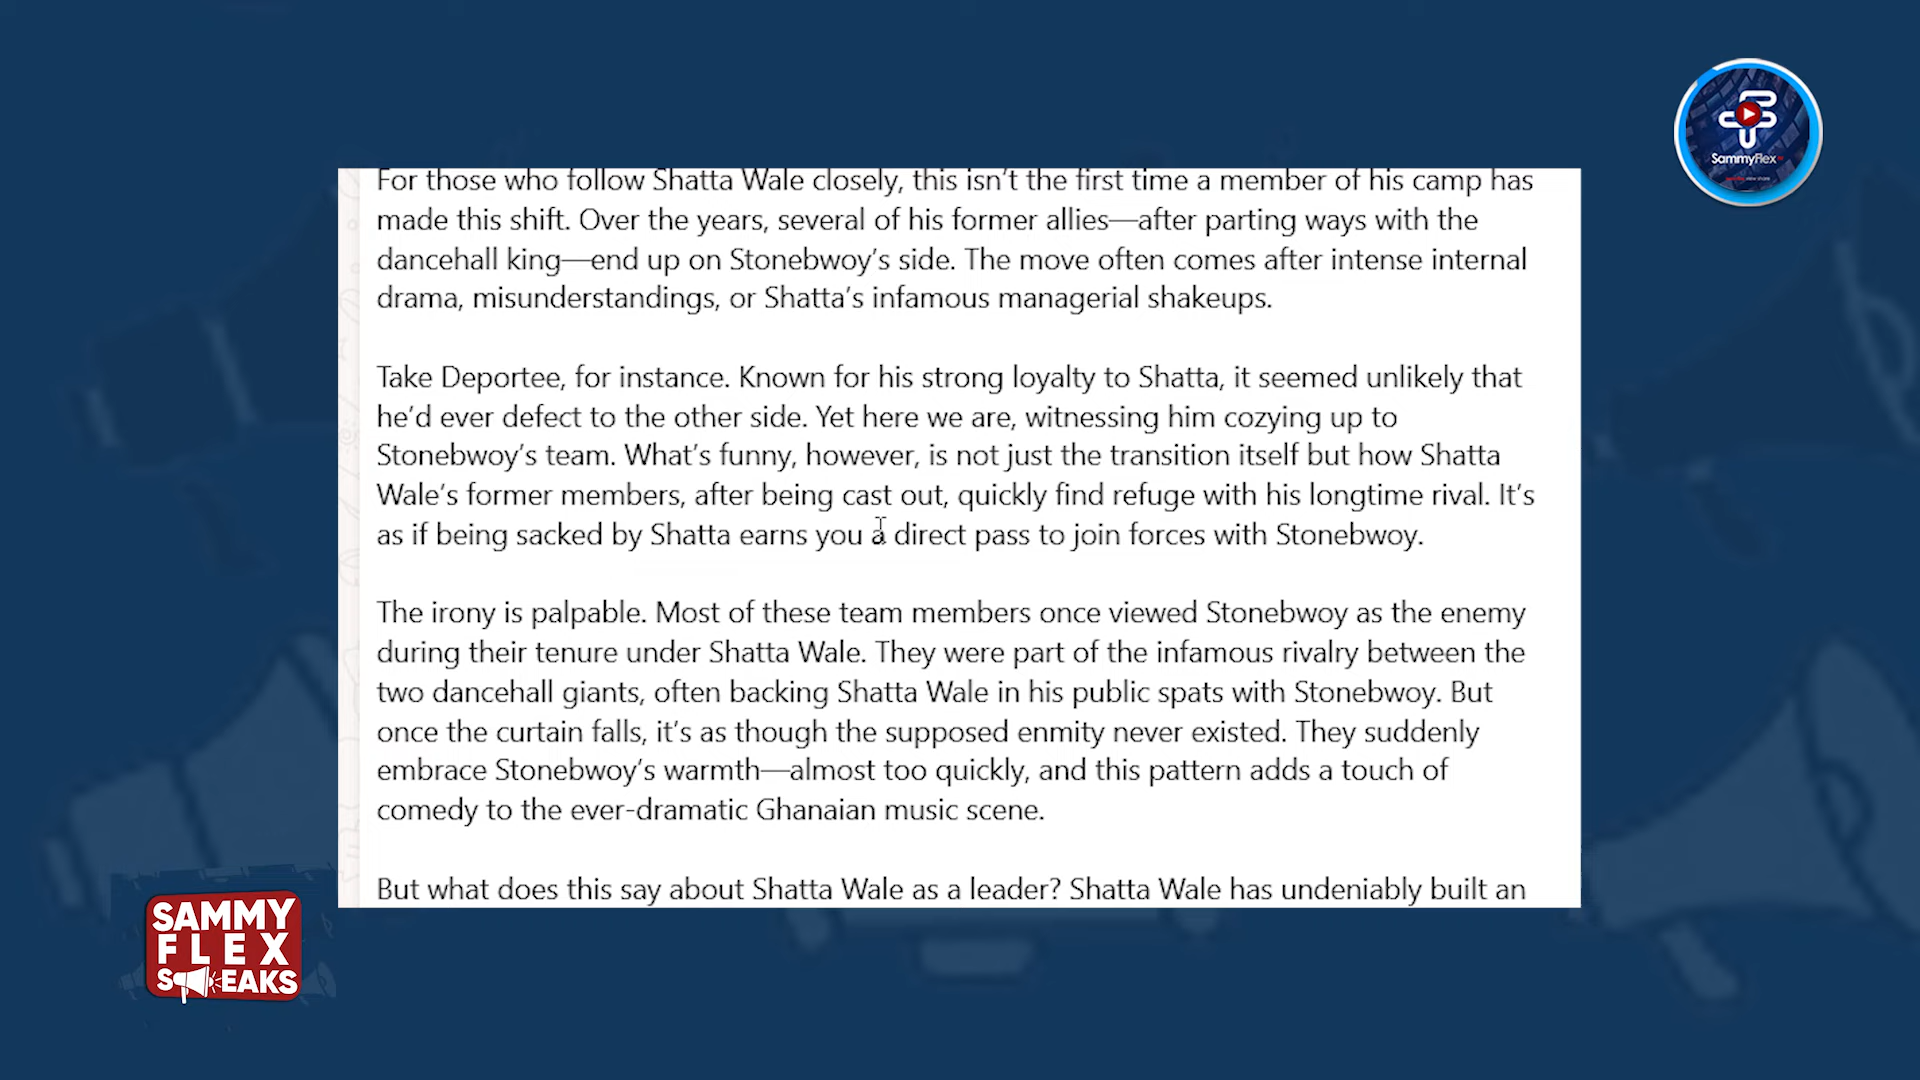 SammyFlex
For those who follow Shatta Wale closely, this isn’t the first time a member of his camp has
made this shift. Over the years, several of his former allies—after parting ways with the
dancehall king—end up on Stonebwoy’s side. The move often comes after intense internal
drama, misunderstandings, or Shatta’s infamous managerial shakeups.
Take Deportee, for instance. Known for his strong loyalty to Shatta, it seemed unlikely that
he’d ever defect to the other side. Yet here we are, witnessing him cozying up to
Stonebwoy’s team. What’s funny, however, is not just the transition itself but how Shatta
Wale’s former members, after being cast out, quickly find refuge with his longtime rival. It’s
as if being sacked by Shatta earns you a direct pass to join forces with Stonebwoy.
The irony is palpable. Most of these team members once viewed Stonebwoy as the enemy
during their tenure under Shatta Wale. They were part of the infamous rivalry between the
two dancehall giants, often backing Shatta Wale in his public spats with Stonebwoy. But
once the curtain falls, it’s as though the supposed enmity never existed. They suddenly
embrace Stonebwoy’s warmth—almost too quickly, and this pattern adds a touch of
comedy to the ever-dramatic Ghanaian music scene.
But what does this say about Shatta Wale as a leader? Shatta Wale has undeniably built an
SAMMY
FLEX
SPEAKS